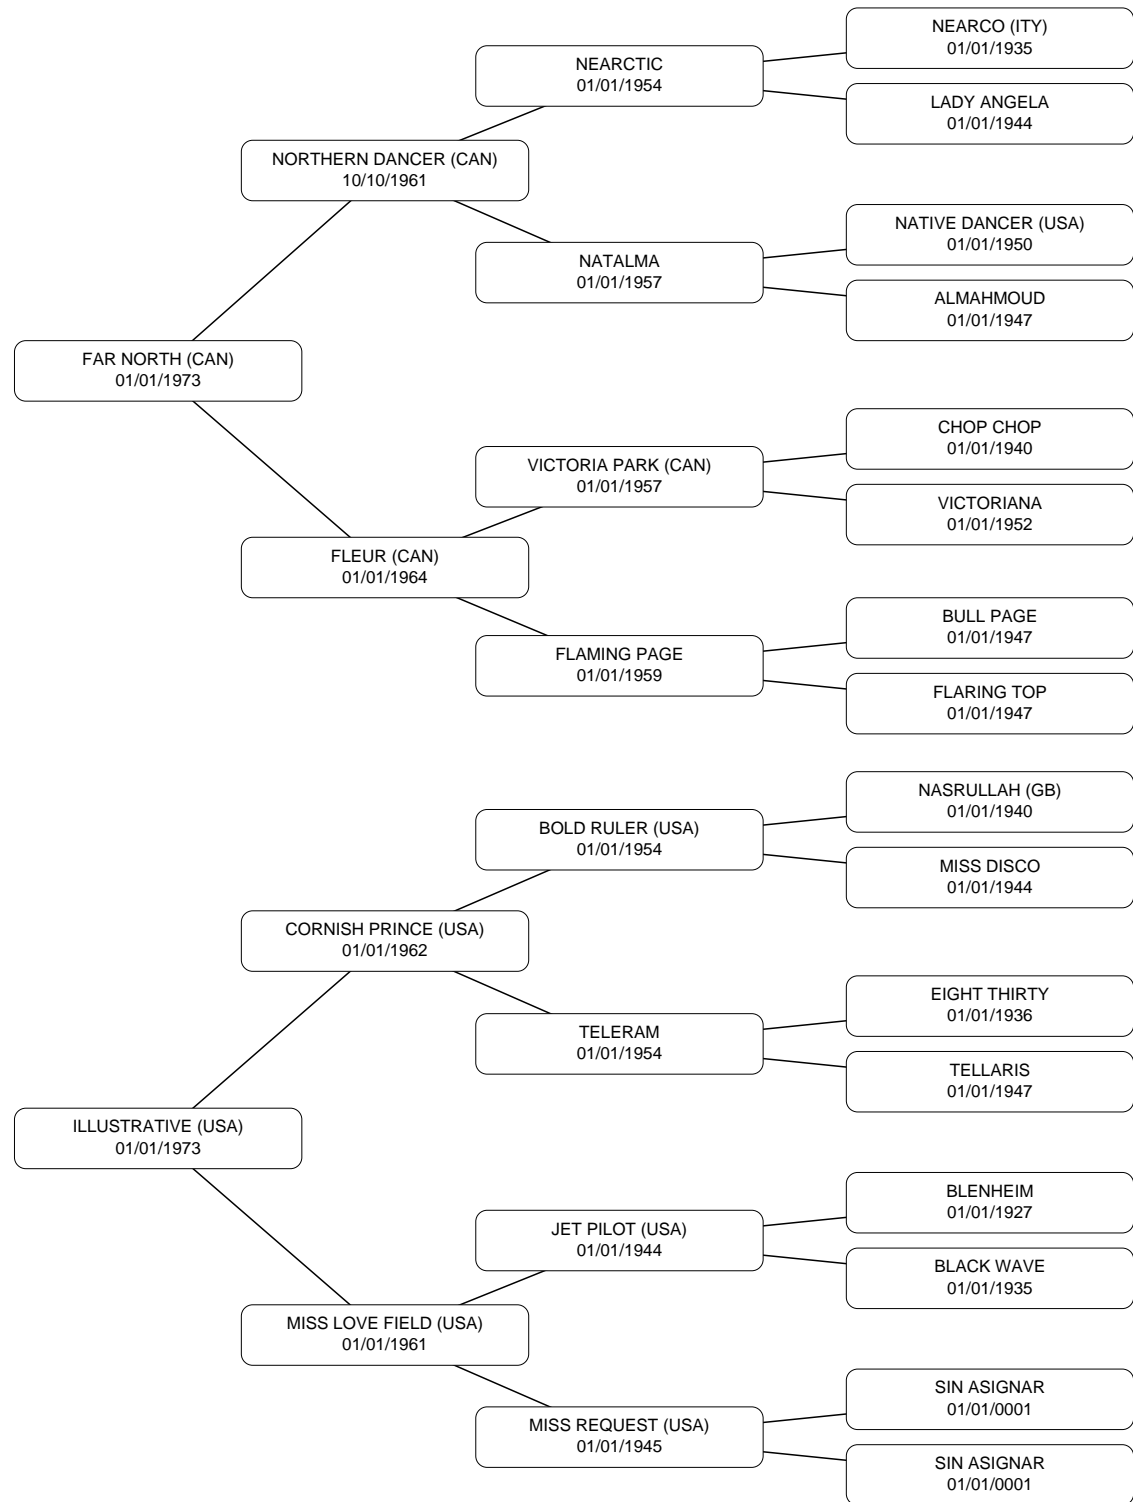 NEARCO (ITY)
01/01/1935
NEARCTIC
01/01/1954
LADY ANGELA
01/01/1944
NORTHERN DANCER (CAN)
10/10/1961
NATIVE DANCER (USA)
01/01/1950
NATALMA
01/01/1957
ALMAHMOUD
01/01/1947
FAR NORTH (CAN)
01/01/1973
CHOP CHOP
01/01/1940
VICTORIA PARK (CAN)
01/01/1957
VICTORIANA
01/01/1952
FLEUR (CAN)
01/01/1964
BULL PAGE
01/01/1947
FLAMING PAGE
01/01/1959
FLARING TOP
01/01/1947
NASRULLAH (GB)
01/01/1940
BOLD RULER (USA)
01/01/1954
MISS DISCO
01/01/1944
CORNISH PRINCE (USA)
01/01/1962
EIGHT THIRTY
01/01/1936
TELERAM
01/01/1954
TELLARIS
01/01/1947
ILLUSTRATIVE (USA)
01/01/1973
BLENHEIM
01/01/1927
JET PILOT (USA)
01/01/1944
BLACK WAVE
01/01/1935
MISS LOVE FIELD (USA)
01/01/1961
SIN ASIGNAR
01/01/0001
MISS REQUEST (USA)
01/01/1945
SIN ASIGNAR
01/01/0001